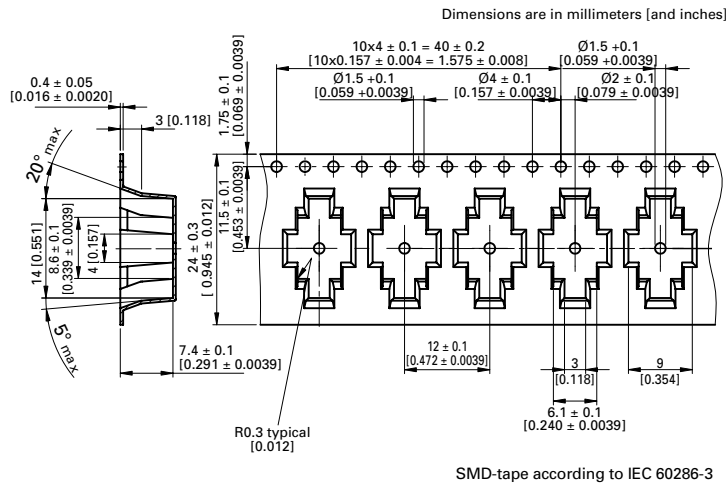 Dimensions are in millimeters [and inches]
10x4 ± 0.1 = 40 ± 0.2
[10x0.157 ± 0.004 = 1.575 ± 0.008]
Ø1.5 +0.1
[0.059 +0.0039]
0.4 ± 0.05
[0.016 ± 0.0020]
1.75 ± 0.1
[0.069 ± 0.0039]
Ø1.5 +0.1
[0.059 +0.0039]
Ø4 ± 0.1
[0.157 ± 0.0039]
Ø2 ± 0.1
[0.079 ± 0.0039]
3 [0.118]
20° max
14 [0.551]
8.6 ± 0.1
[0.339 ± 0.0039]
4 [0.157]
24 ± 0.3
[ 0.945 ± 0.012]
11.5 ± 0.1
[0.453 ± 0.0039]
5° max
7.4 ± 0.1
[0.291 ± 0.0039]
12 ± 0.1
[0.472 ± 0.0039]
3
[0.118]
9
[0.354]
6.1 ± 0.1
[0.240 ± 0.0039]
R0.3 typical
[0.012]
SMD-tape according to IEC 60286-3